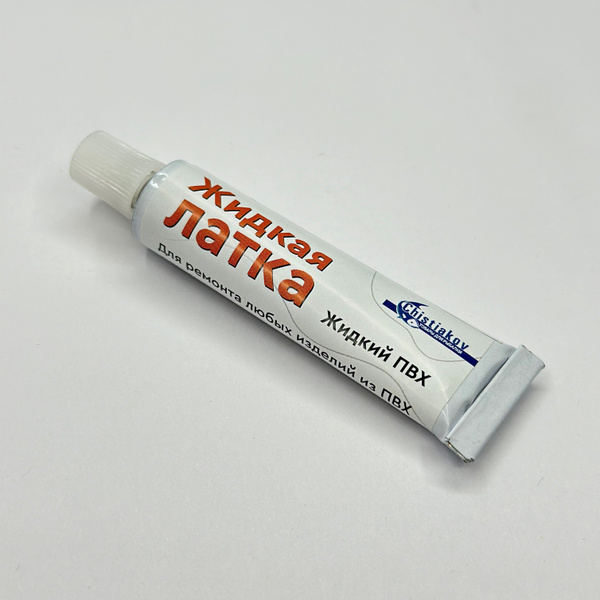 Жидкая
латка
Для ремонта любых изделий из ПВХ
Жидкий ПВХ
Chistiakov